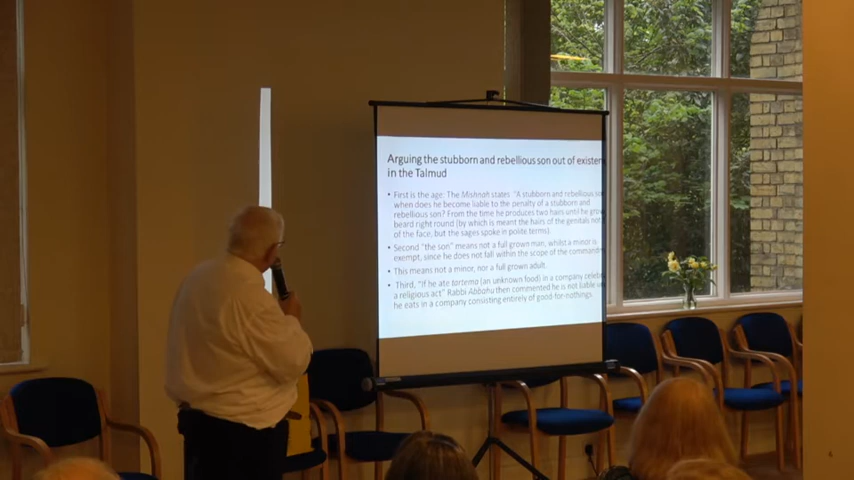 Arguing the stubborn and rebellious son out of existen
in the Talmud
• First is the age: The Mishnah states "A stubborn and rebellious son
when does he become liable to the penalty of a stubborn and
rebellious son? From the time he produces two hairs until he grow
beard right round (by which is meant the hairs of the genitals not
of the face, but the sages spoke in polite terms).
• Second "the son" means not a full grown man, whilst a minor is
exempt, since he does not fall within the scope of the command
• This means not a minor, nor a full grown adult.
• Third, "If he ate tartema (an unknown food) in a company celebr
a religious act" Rabbi Abbahu then commented he is not liable
he eats in a company consisting entirely of good-for-nothings.